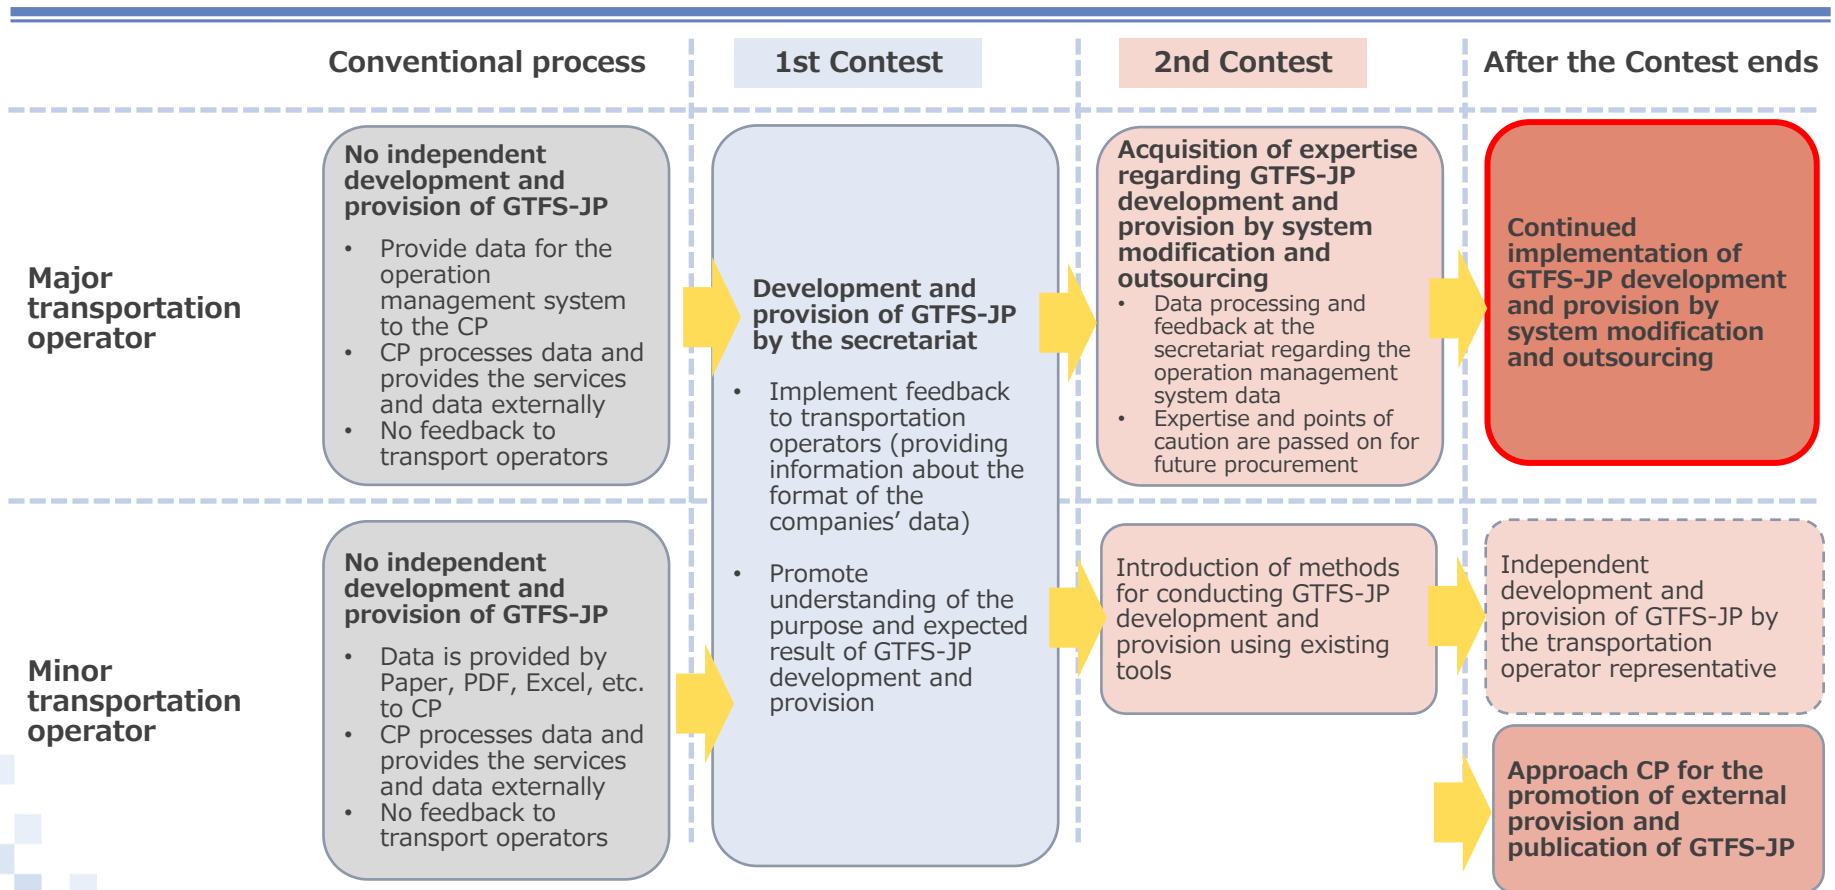 Conventional process
1st Contest
2nd Contest
After the Contest ends
Major
transportation
operator
No independent
development and
provision of GTFS-JP
• Provide data for the
operation
management system
to the CP
• CP processes data and
provides the services
and data externally
• No feedback to
transport operators
Development and
provision of GTFS-JP
by the secretariat
• Implement feedback
to transportation
operators (providing
information about the
format of the
companies’ data)
• Promote
understanding of the
purpose and expected
result of GTFS-JP
development and
provision
Acquisition of expertise
regarding GTFS-JP
development and
provision by system
modification and
outsourcing
• Data processing and
feedback at the
secretariat regarding the
operation management
system data
• Expertise and points of
caution are passed on for
future procurement
Continued
implementation of
GTFS-JP development
and provision by
system modification
and outsourcing
Minor
transportation
operator
No independent
development and
provision of GTFS-JP
• Data is provided by
Paper, PDF, Excel, etc.
to CP
• CP processes data and
provides the services
and data externally
• No feedback to
transport operators
Introduction of methods
for conducting GTFS-JP
development and
provision using existing
tools
Independent
development and
provision of GTFS-JP by
the transportation
operator representative
Approach CP for the
promotion of external
provision and
publication of GTFS-JP